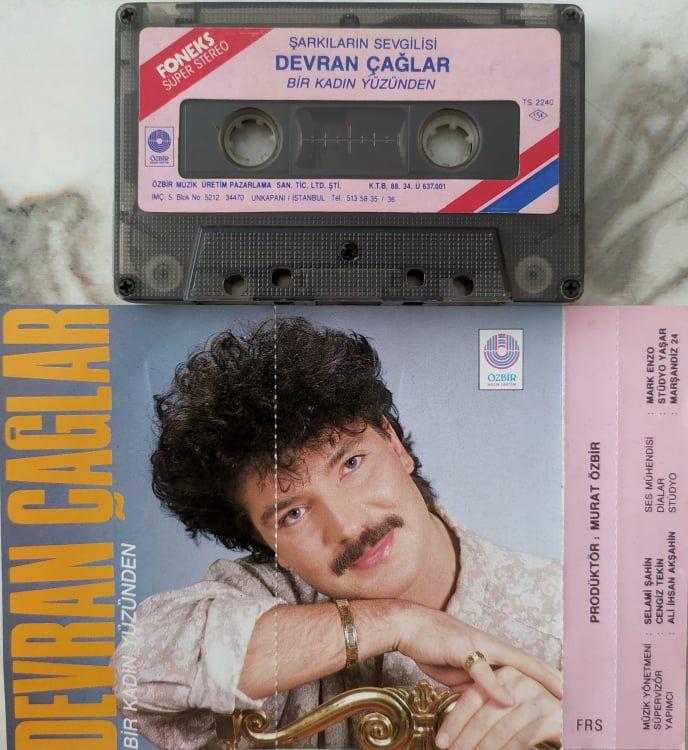 FONEKS
SÜPER STEREO
ŞARKILARIN SEVGİLİSİ
DEVRAN ÇAĞLAR
BİR KADIN YÜZÜNDEN
TS 2240
TSE
ÖZBİR
ÖZBİR MÜZİK ÜRETİM PAZARLAMA SAN. TİC. LTD. ŞTİ. K.T.B. 88. 34. Ü 637.001
İMÇ. 5. Blok No: 5212 34470 UNKAPANI / İSTANBUL Tel: 513 58 35 / 36
DEVRAN ÇAĞLAR
BİR KADIN YÜZÜNDEN
ÖZBİR
PRODÜKTÖR : MURAT ÖZBİR
FRS
MÜZİK YÖNETMENİ : SELAMİ ŞAHİN
SÜPERVİZÖR : CENGİZ TEKİN
YAPIMCI : ALİ İHSAN AKŞAHİN
SES MÜHENDİSİ : MARK ENZO
DİALAR : STÜDYO YAŞAR
STÜDYO : MARŞANDİZ 24